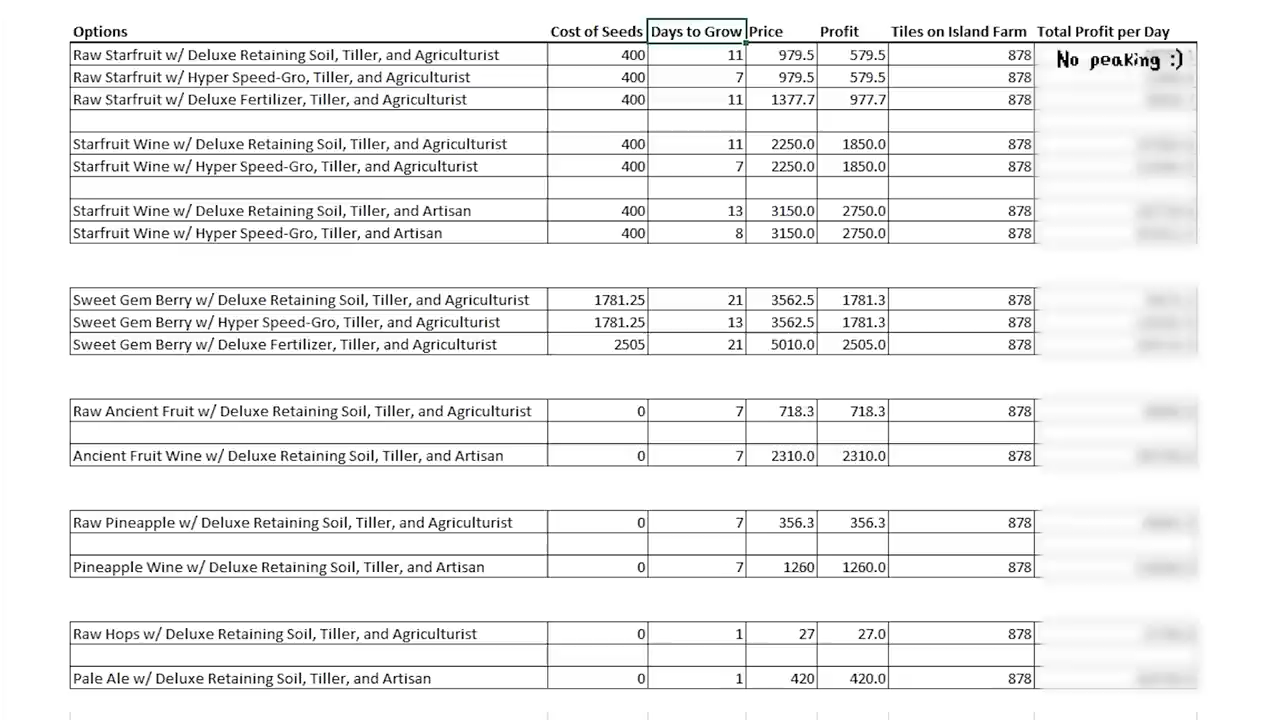 Options Cost of Seeds Days to Grow Price Profit Tiles on Island Farm Total Profit per Day
Raw Starfruit w/ Deluxe Retaining Soil, Tiller, and Agriculturist 400 11 979.5 579.5 878 No peaking :)
Raw Starfruit w/ Hyper Speed-Gro, Tiller, and Agriculturist 400 7 979.5 579.5 878
Raw Starfruit w/ Deluxe Fertilizer, Tiller, and Agriculturist 400 11 1377.7 977.7 878
Starfruit Wine w/ Deluxe Retaining Soil, Tiller, and Agriculturist 400 11 2250.0 1850.0 878
Starfruit Wine w/ Hyper Speed-Gro, Tiller, and Agriculturist 400 7 2250.0 1850.0 878
Starfruit Wine w/ Deluxe Retaining Soil, Tiller, and Artisan 400 13 3150.0 2750.0 878
Starfruit Wine w/ Hyper Speed-Gro, Tiller, and Artisan 400 8 3150.0 2750.0 878
Sweet Gem Berry w/ Deluxe Retaining Soil, Tiller, and Agriculturist 1781.25 21 3562.5 1781.3 878
Sweet Gem Berry w/ Hyper Speed-Gro, Tiller, and Agriculturist 1781.25 13 3562.5 1781.3 878
Sweet Gem Berry w/ Deluxe Fertilizer, Tiller, and Agriculturist 2505 21 5010.0 2505.0 878
Raw Ancient Fruit w/ Deluxe Retaining Soil, Tiller, and Agriculturist 0 7 718.3 718.3 878
Ancient Fruit Wine w/ Deluxe Retaining Soil, Tiller, and Artisan 0 7 2310.0 2310.0 878
Raw Pineapple w/ Deluxe Retaining Soil, Tiller, and Agriculturist 0 7 356.3 356.3 878
Pineapple Wine w/ Deluxe Retaining Soil, Tiller, and Artisan 0 7 1260 1260.0 878
Raw Hops w/ Deluxe Retaining Soil, Tiller, and Agriculturist 0 1 27 27.0 878
Pale Ale w/ Deluxe Retaining Soil, Tiller, and Artisan 0 1 420 420.0 878